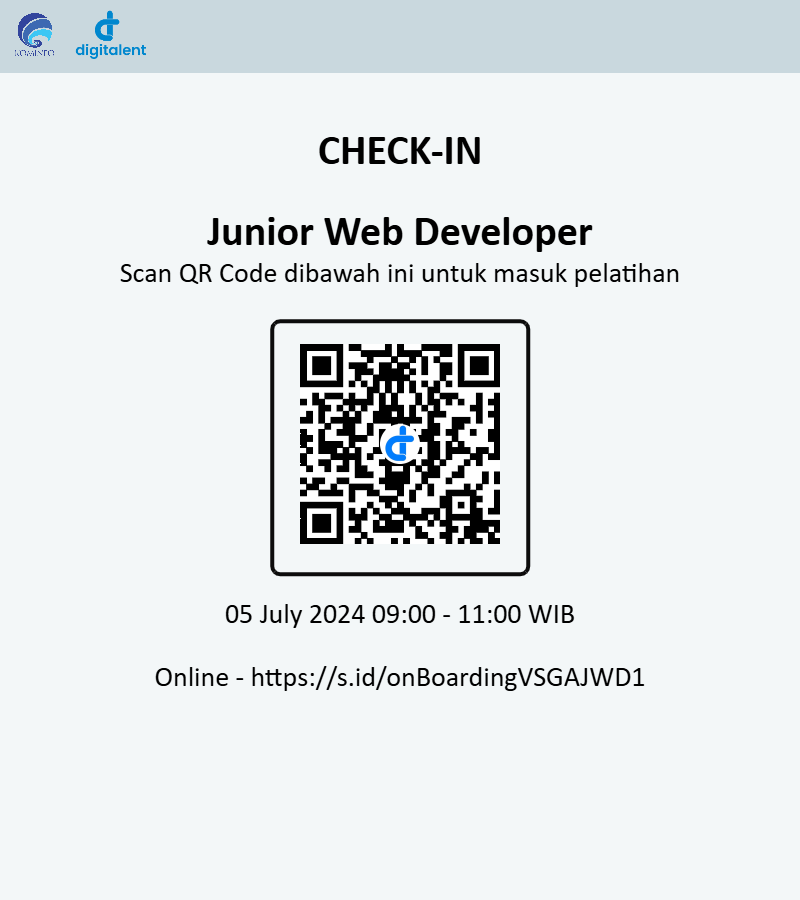 KOMINFO
digitalent
CHECK-IN
Junior Web Developer
Scan QR Code dibawah ini untuk masuk pelatihan
05 July 2024 09:00 - 11:00 WIB
Online - https://s.id/onBoardingVSGAJWD1